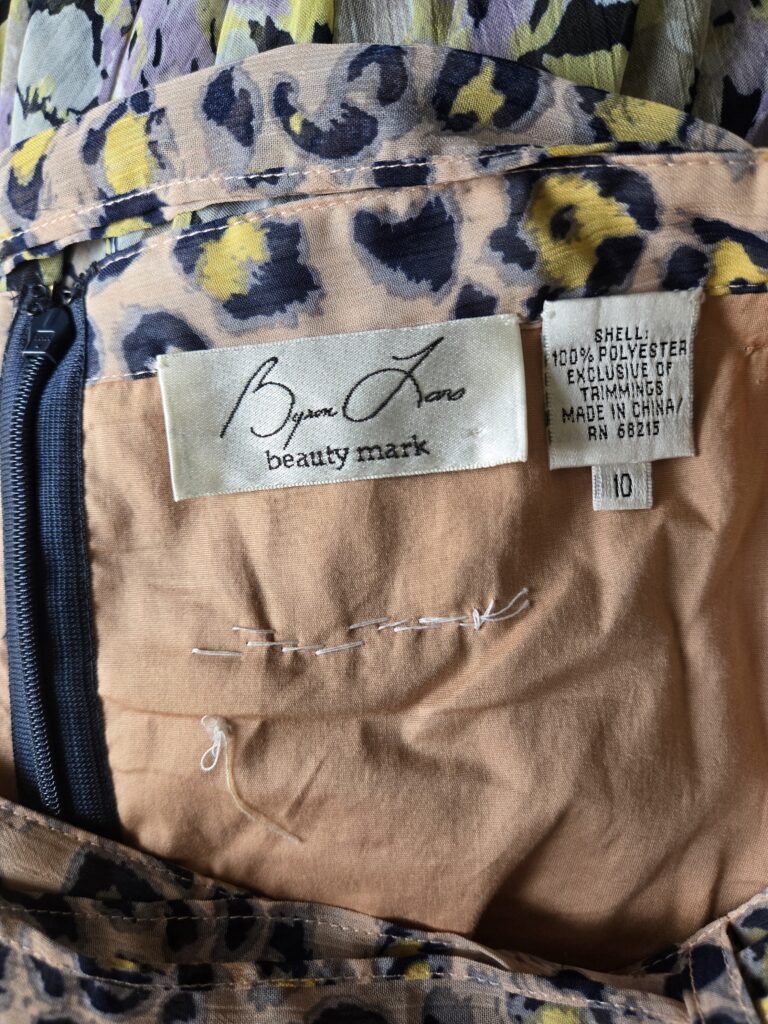 Byron Lars
beauty mark
SHELL:
100% POLYESTER
EXCLUSIVE OF
TRIMMINGS
MADE IN CHINA/
RN 68215
10